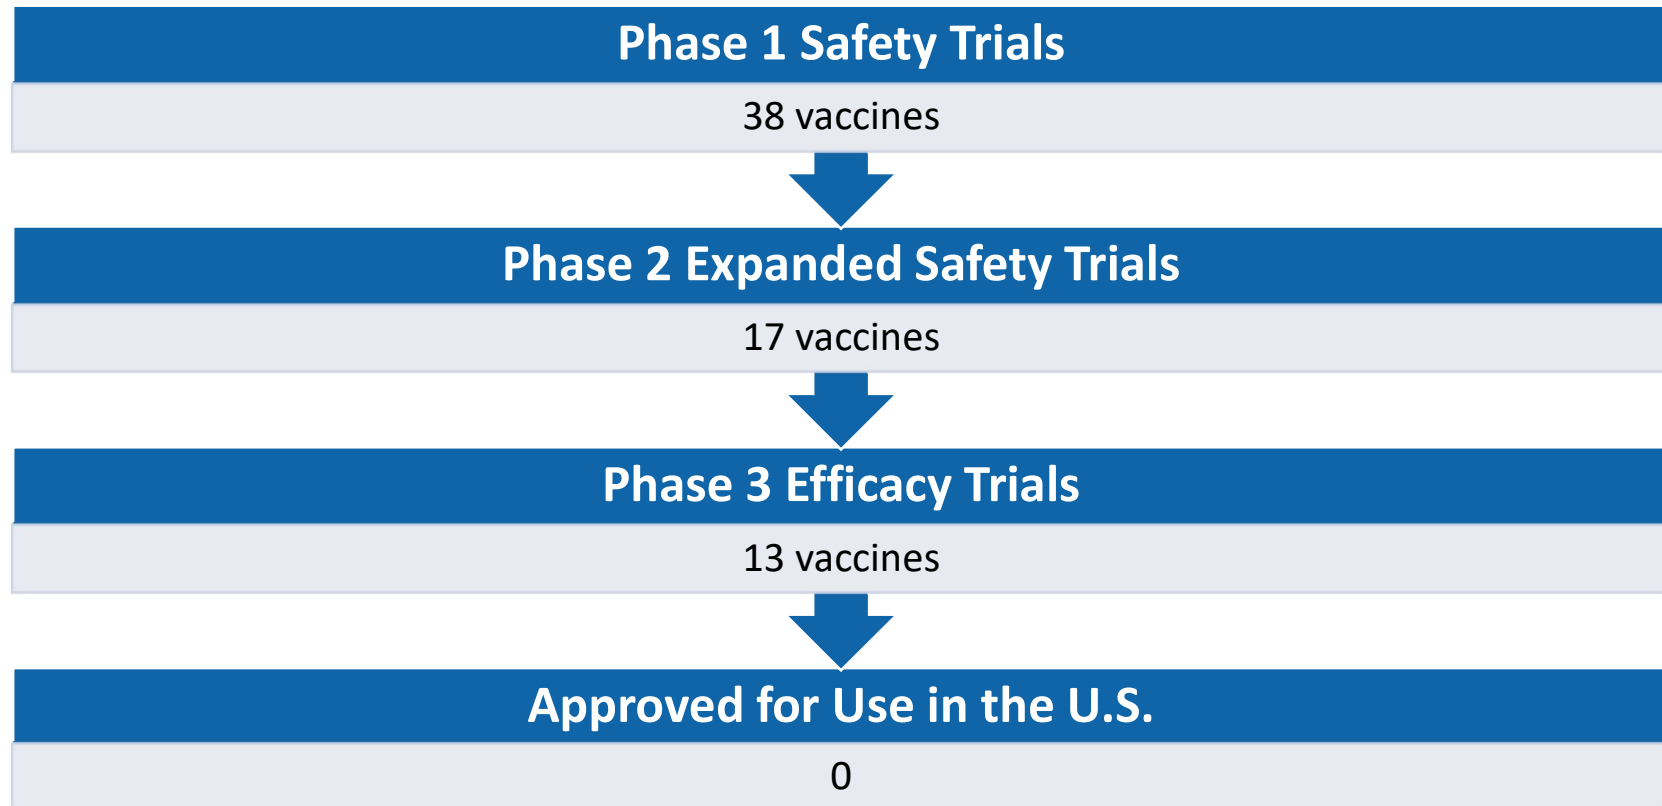 Phase 1 Safety Trials
38 vaccines
Phase 2 Expanded Safety Trials
17 vaccines
Phase 3 Efficacy Trials
13 vaccines
Approved for Use in the U.S.
0